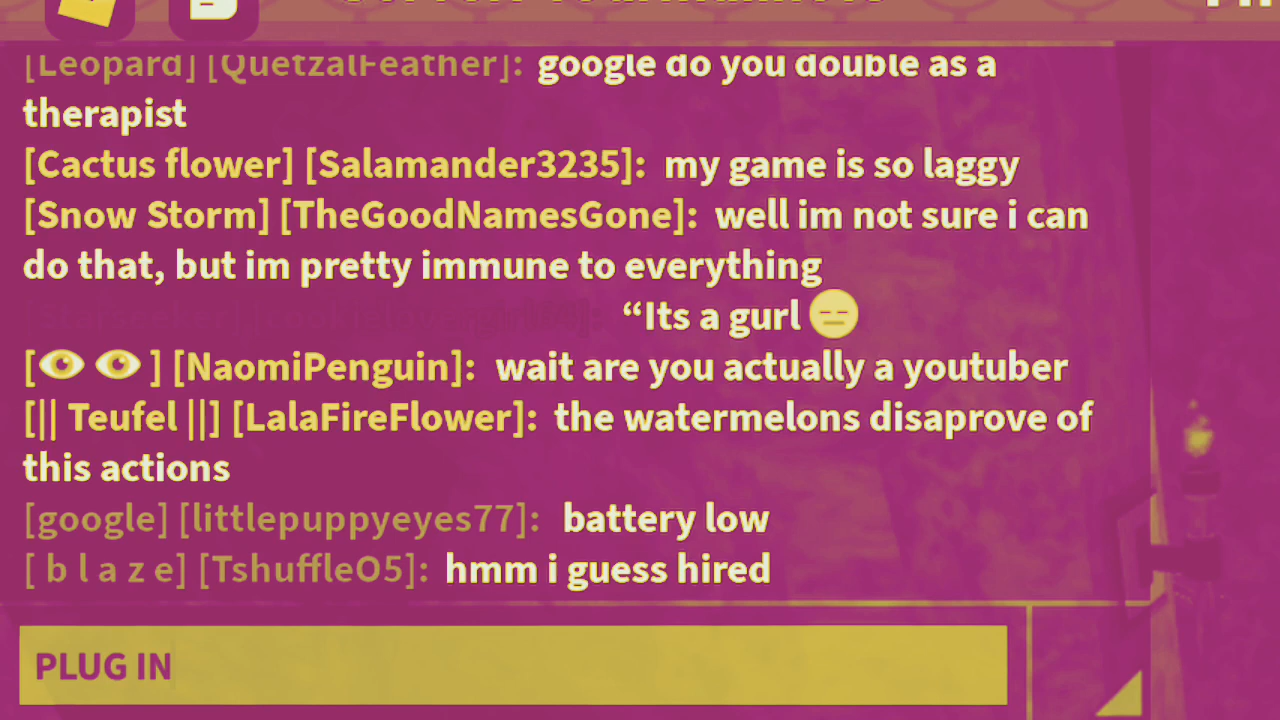 [Leopard] [QuetzalFeather]: google do you double as a
therapist
[Cactus flower] [Salamander3235]: my game is so laggy
[Snow Storm] [TheGoodNamesGone]: well im not sure i can
do that, but im pretty immune to everything
“Its a gurl 😑
[👁️👁️] [NaomiPenguin]: wait are you actually a youtuber
[|| Teufel ||] [LalaFireFlower]: the watermelons disaprove of
this actions
[google] [littlepuppyeyes77]: battery low
[ b l a z e] [TshuffleO5]: hmm i guess hired
PLUG IN